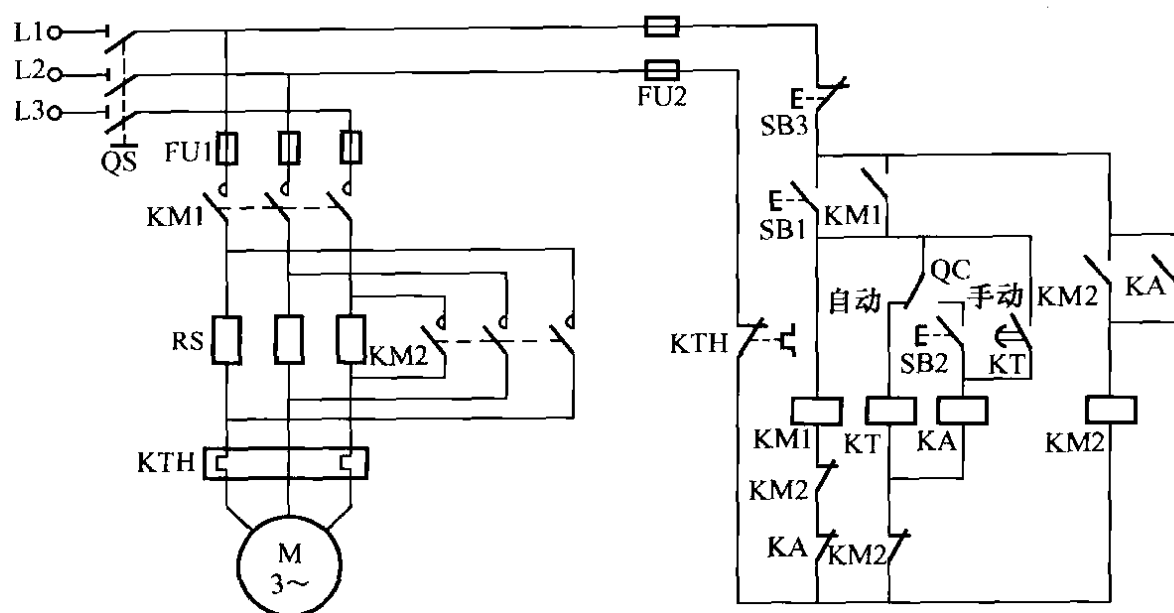 L1
L2
L3
QS
FU1
KM1
RS
KM2
KTH
M
3～
FU2
SB3
SB1
KM1
QC
自动
手动
KM2
KA
KTH
SB2
KT
KM1
KT
KA
KM2
KM2
KA
KM2